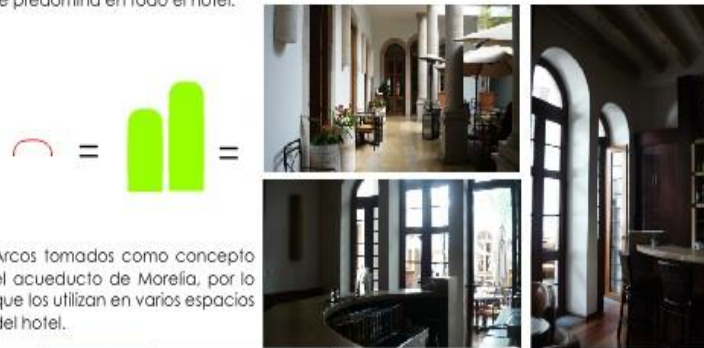 e predomina en todo el hotel.
= =
Arcos tomados como concepto
el acueducto de Morelia, por lo
que los utilizan en varios espacios
del hotel.